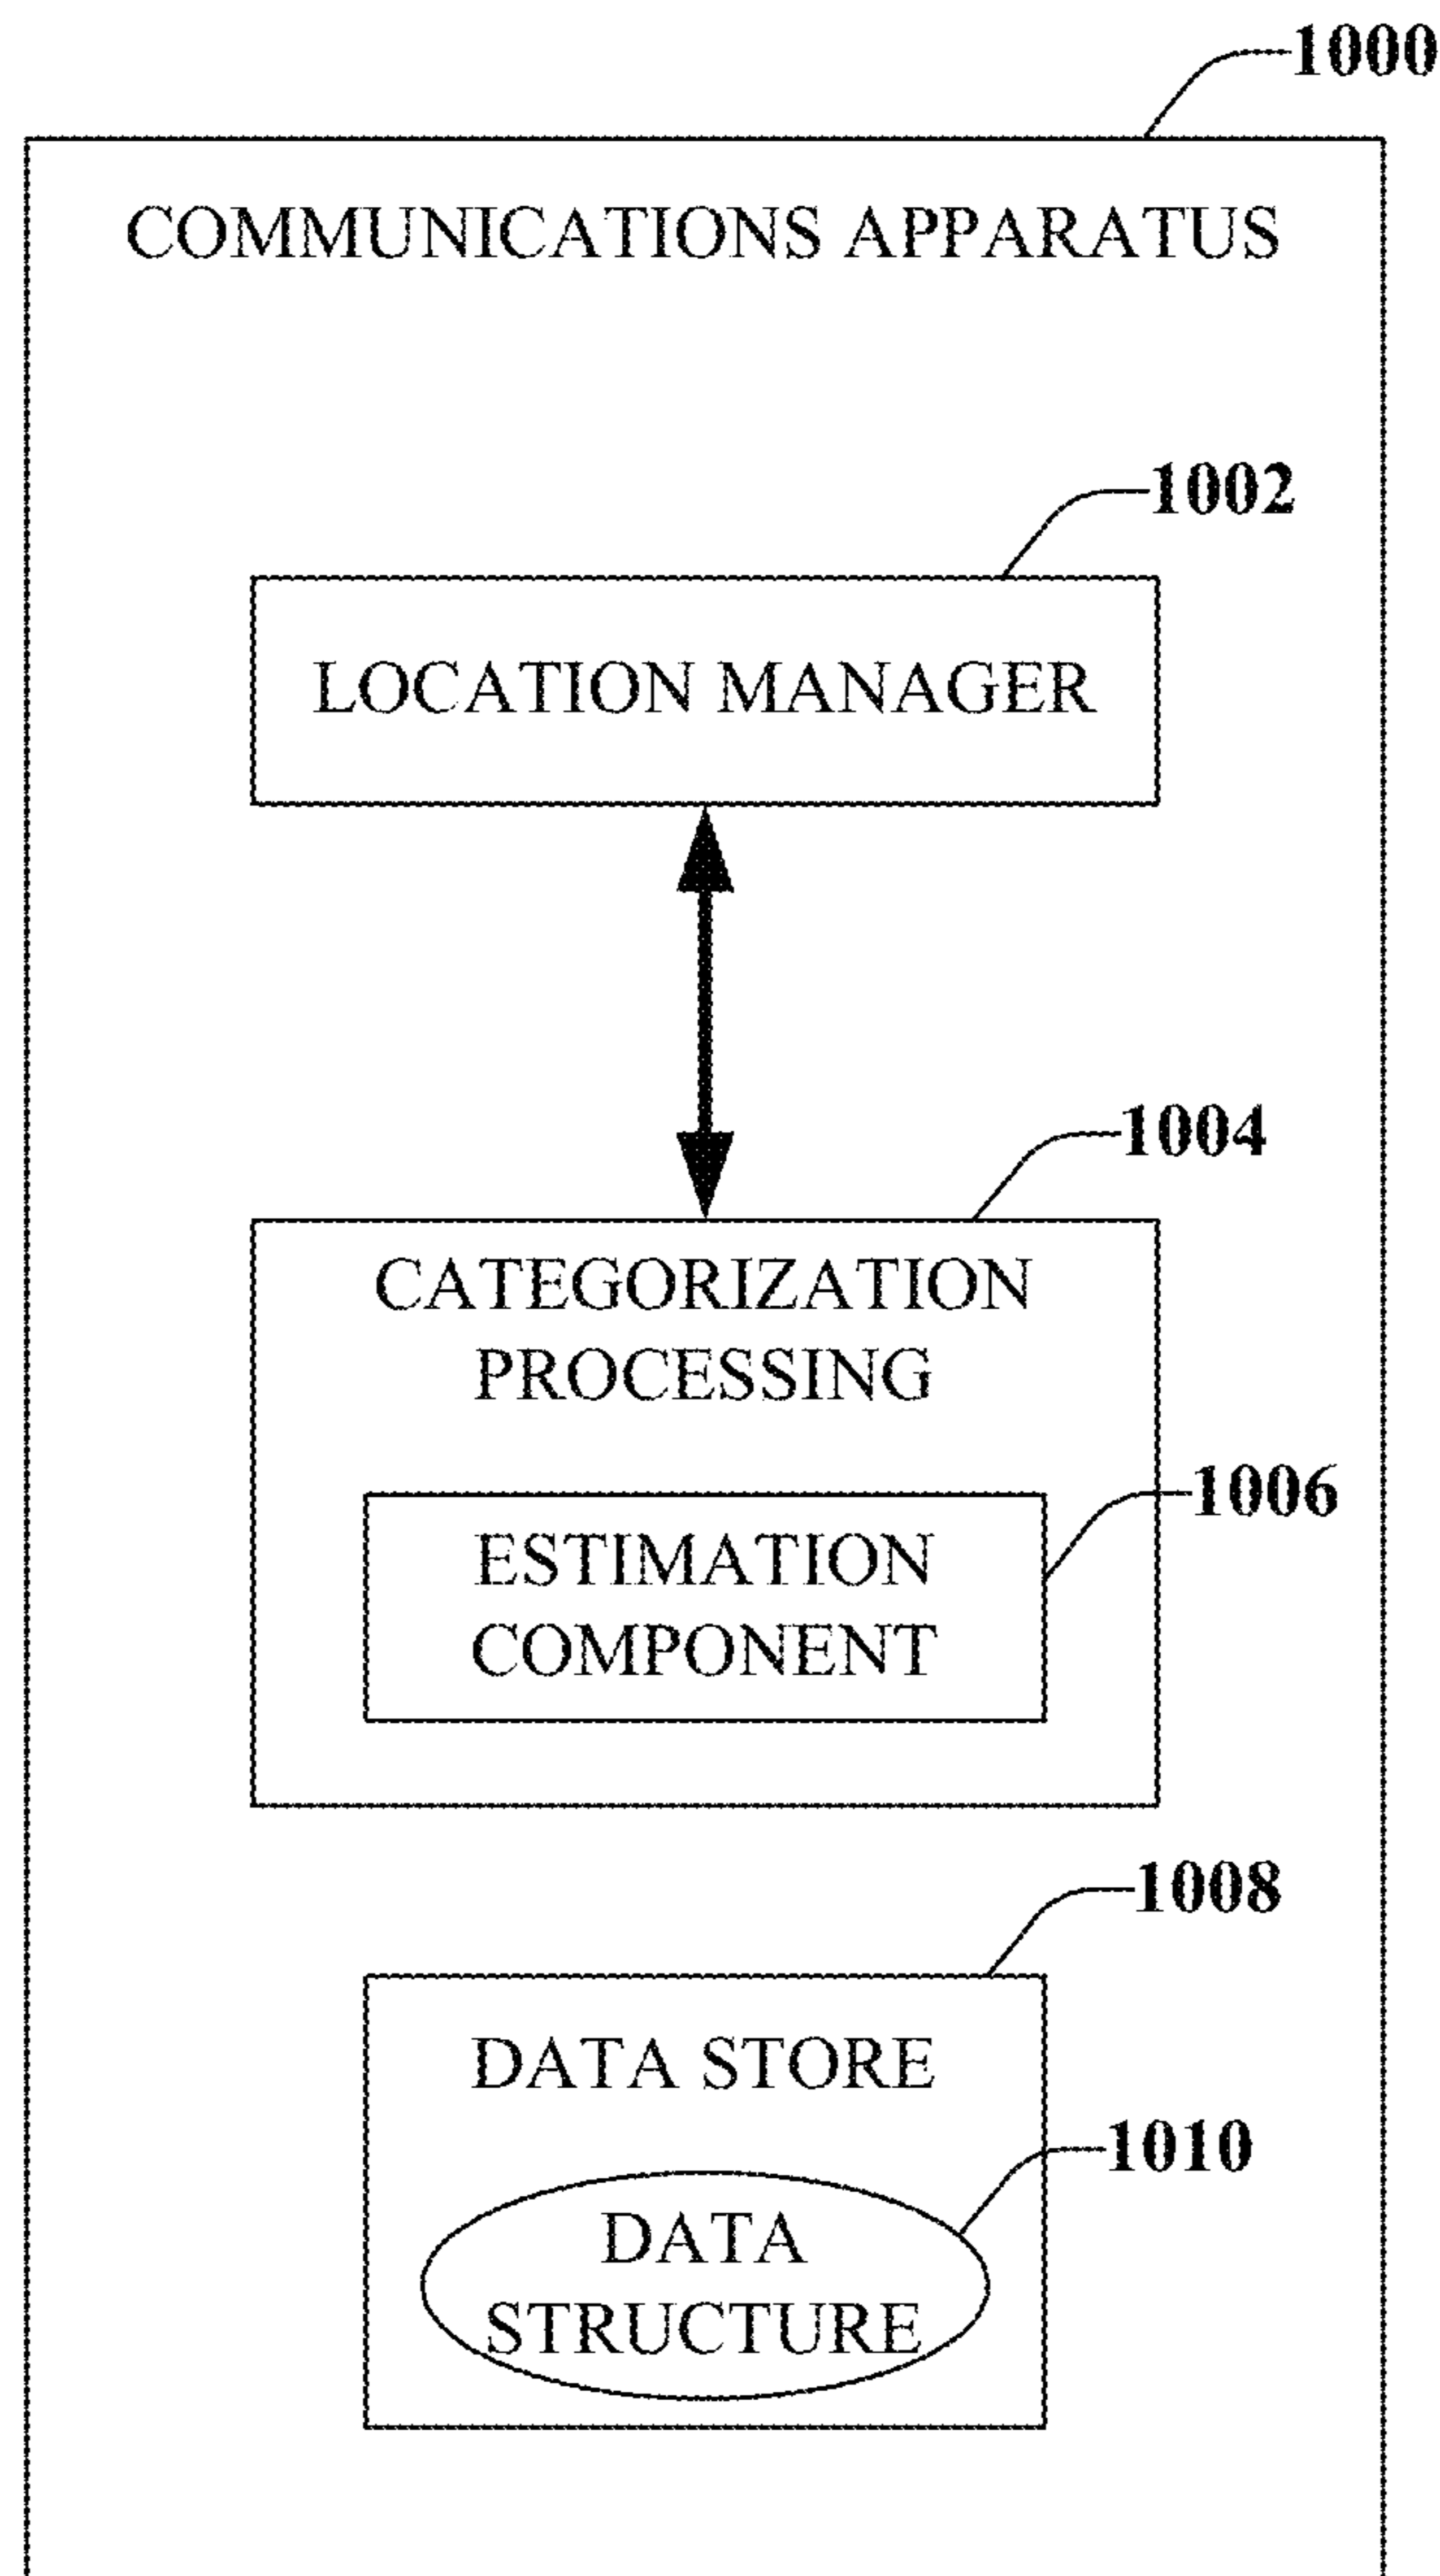 1000
COMMUNICATIONS APPARATUS
1002
LOCATION MANAGER
1004
CATEGORIZATION
PROCESSING
1006
ESTIMATION
COMPONENT
1008
DATA STORE
1010
DATA
STRUCTURE